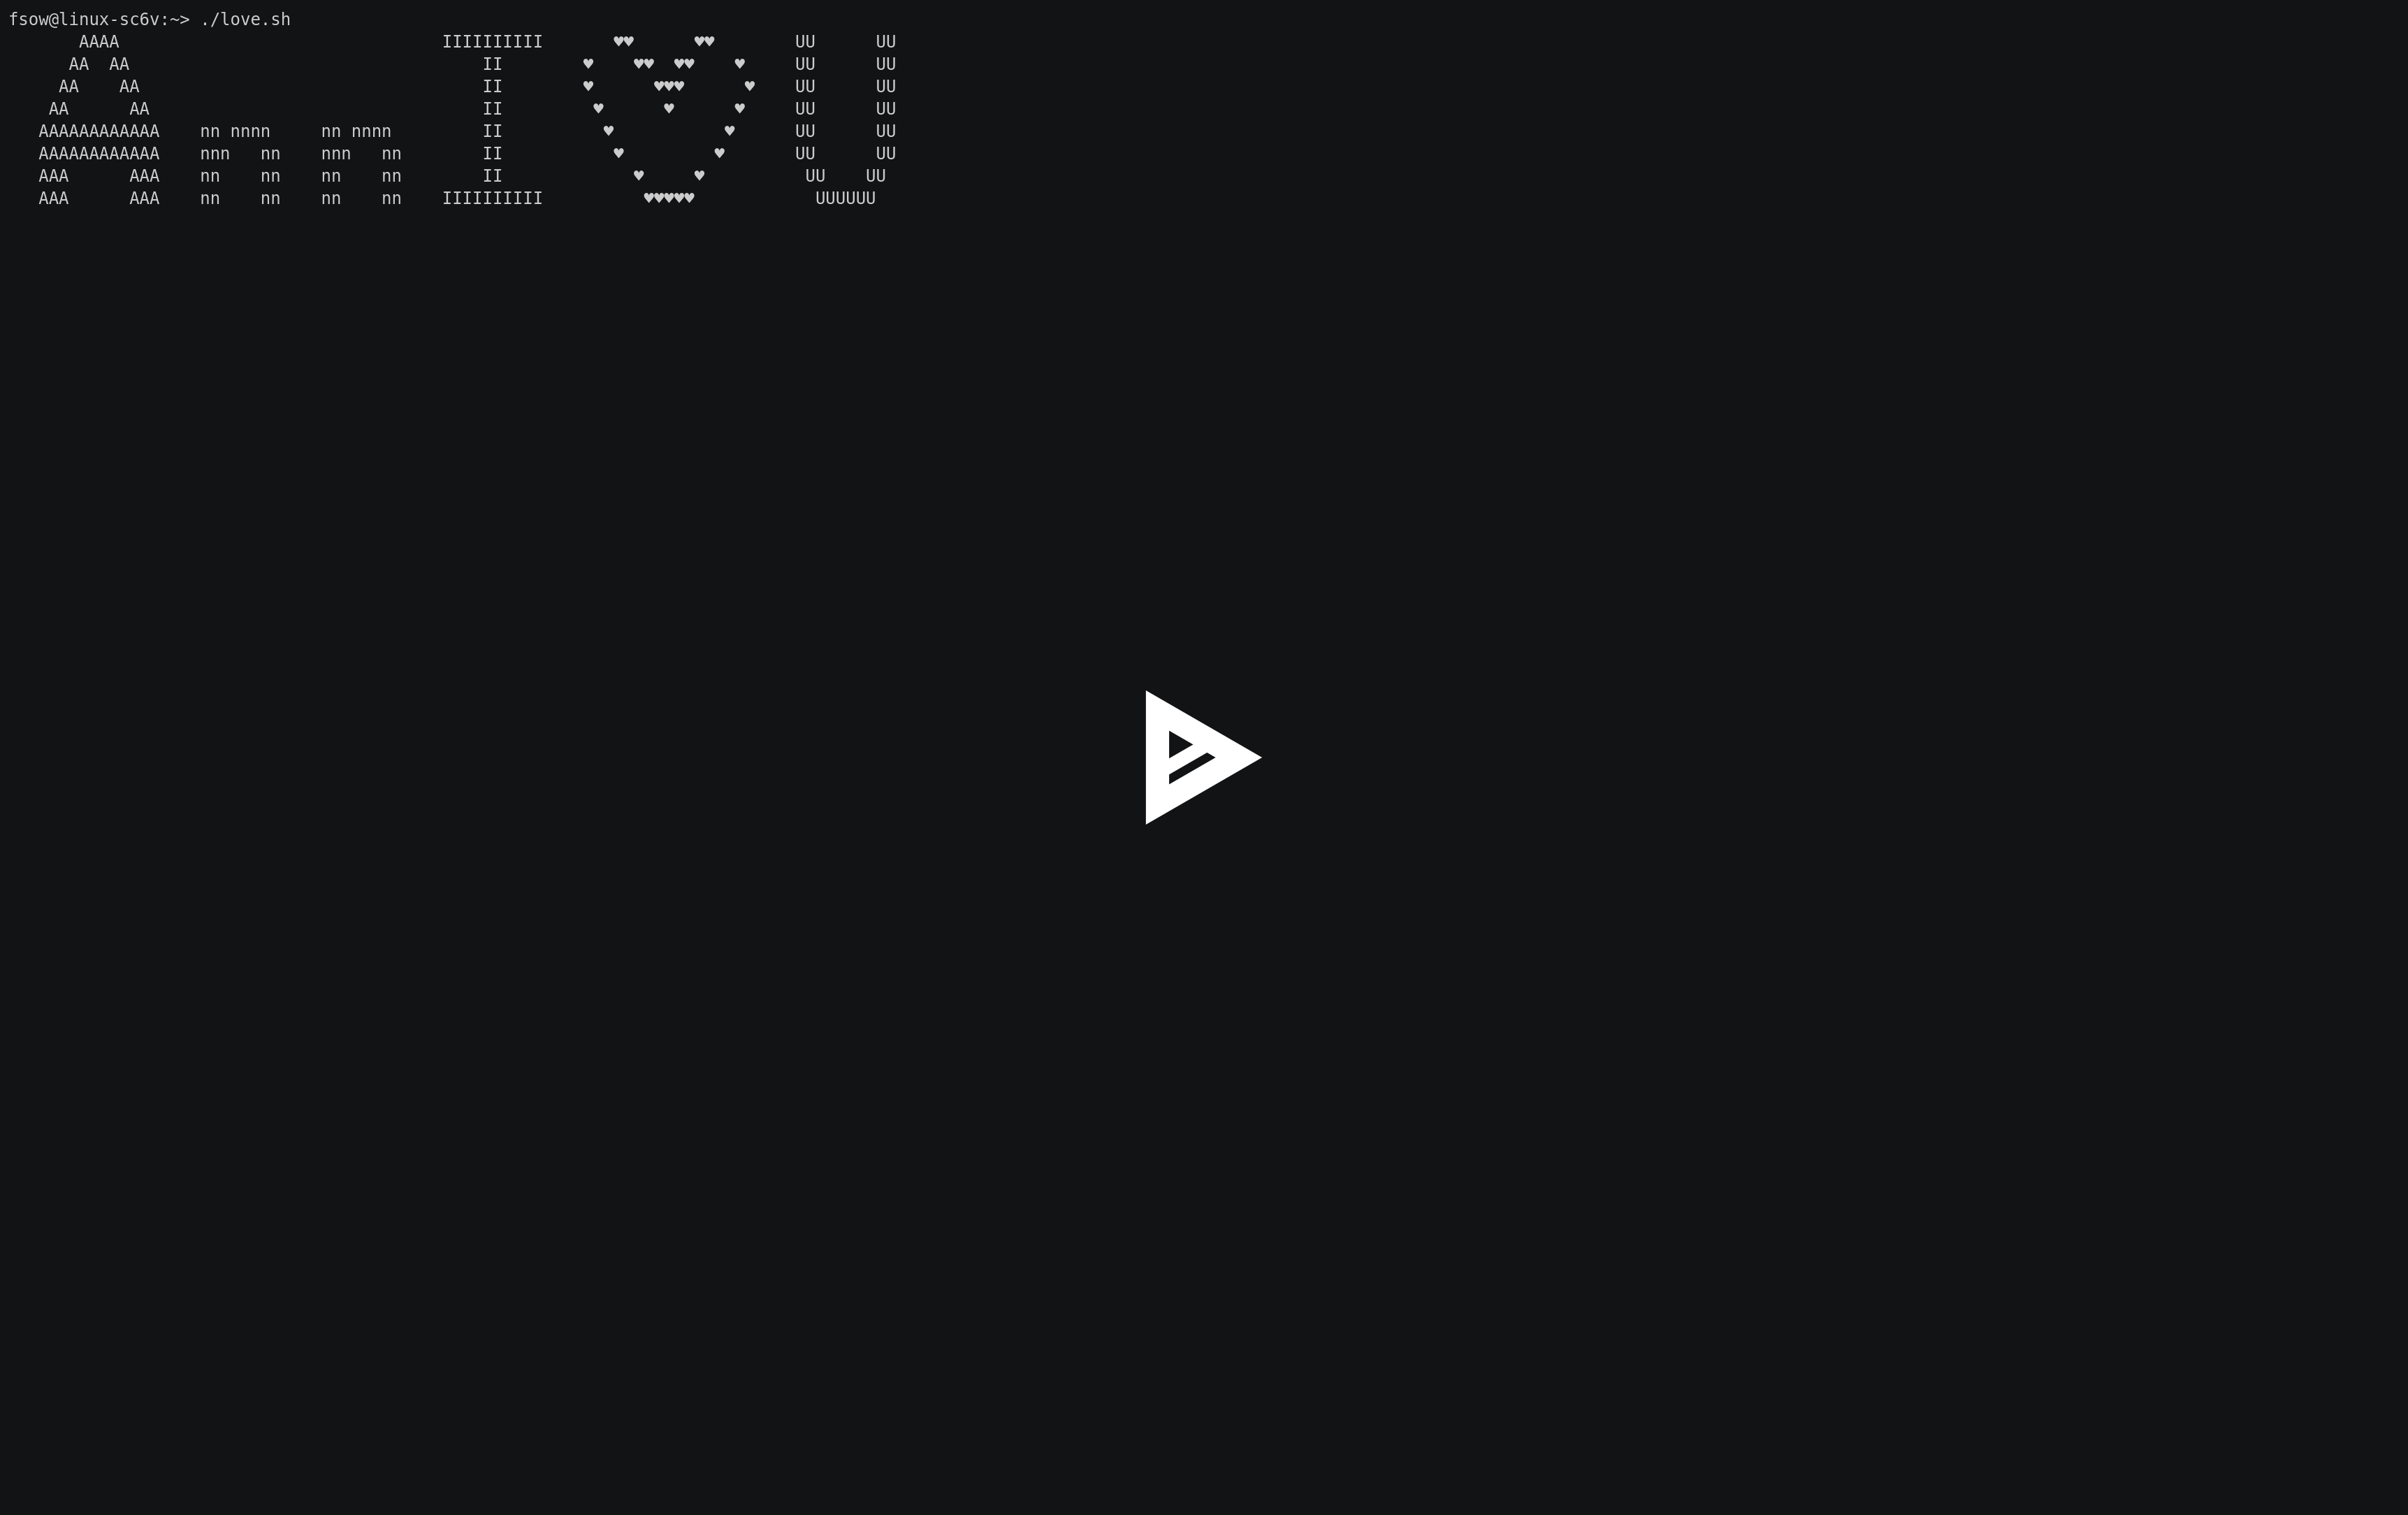 fsow@linux-sc6v:~> ./love.sh
       AAAA                                IIIIIIIIII       ♥♥      ♥♥        UU      UU
      AA  AA                                   II        ♥    ♥♥  ♥♥    ♥     UU      UU
     AA    AA                                  II        ♥      ♥♥♥      ♥    UU      UU
    AA      AA                                 II         ♥      ♥      ♥     UU      UU
   AAAAAAAAAAAA    nn nnnn     nn nnnn         II          ♥           ♥      UU      UU
   AAAAAAAAAAAA    nnn   nn    nnn   nn        II           ♥         ♥       UU      UU
   AAA      AAA    nn    nn    nn    nn        II             ♥     ♥          UU    UU
   AAA      AAA    nn    nn    nn    nn    IIIIIIIIII          ♥♥♥♥♥            UUUUUU